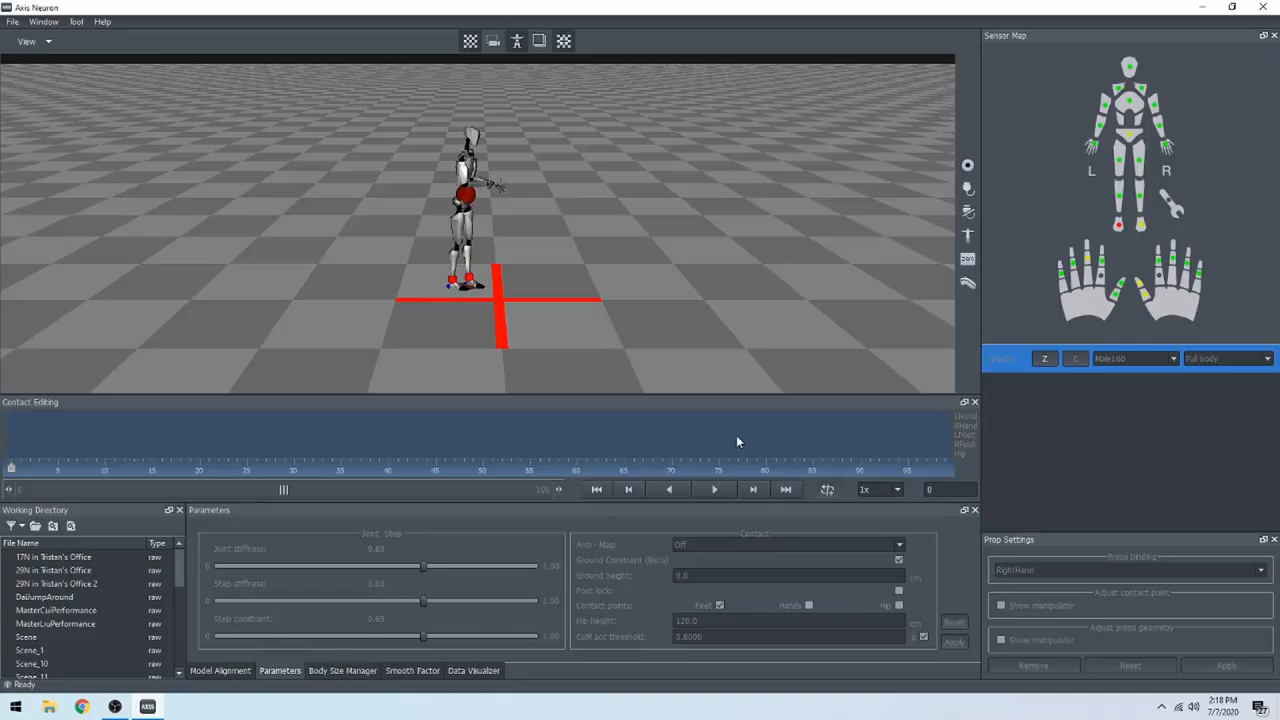 Axis Neuron
File Window Tool Help
View
Sensor Map
L R
Z C Male160 Full body
Contact Editing
LHand
RHand
LFoot
RFoot
Hip
5 10 15 20 25 30 35 40 45 50 55 60 65 70 75 80 85 90 95
0 100 1x 0
Working Directory
File Name Type
17N in Tristan's Office raw
29N in Tristan's Office raw
29N in Tristan's Office 2 raw
DaiJumpAround raw
MasterCuiPerformance raw
MasterLiuPerformance raw
Scene raw
Scene_1 raw
Scene_10 raw
Scene_11 raw
Parameters
Joint Step
Joint stiffness: 0.65
0 1.00
Step stiffness: 0.65
0 1.00
Step constraint: 0.65
0 1.00
Contact
Anti - Mag: Off
Ground Constraint (Beta)
Ground height: 0.0 cm
Foot lock:
Contact points: Feet Hands Hip
Hip height: 120.0 cm
CoM acc threshold: 0.8000 g
Reset
Apply
Model Alignment Parameters Body Size Manager Smooth Factor Data Visualizer
Prop Settings
Props binding
RightHand
Adjust contact point
Show manipulator
Adjust props geometry
Show manipulator
Remove Reset Apply
Ready
AXIS
2:18 PM
7/7/2020
27